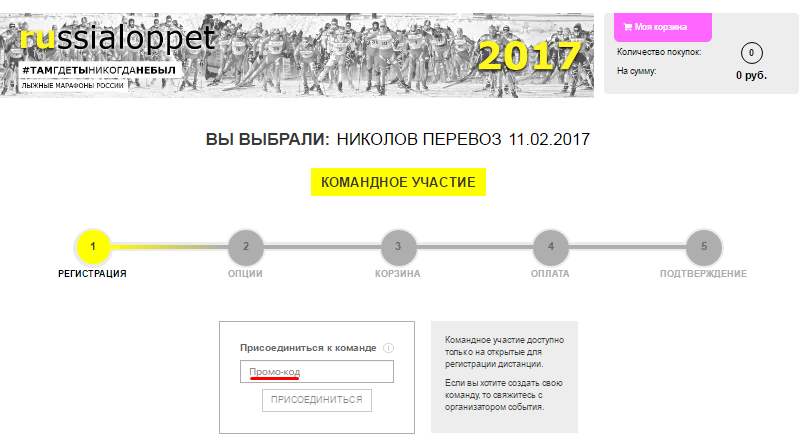 russialoppet
#ТАМГДЕТЫНИКОГДАНЕБЫЛ
ЛЫЖНЫЕ МАРАФОНЫ РОССИИ
2017
Моя корзина
Количество покупок: 0
На сумму: 0 руб.
ВЫ ВЫБРАЛИ: НИКОЛОВ ПЕРЕВОЗ 11.02.2017
КОМАНДНОЕ УЧАСТИЕ
1 2 3 4 5
РЕГИСТРАЦИЯ ОПЦИИ КОРЗИНА ОПЛАТА ПОДТВЕРЖДЕНИЕ
Присоединиться к команде i
Промо-код
ПРИСОЕДИНИТЬСЯ
Командное участие доступно
только на открытые для
регистрации дистанции.
Если вы хотите создать свою
команду, то свяжитесь с
организатором события.